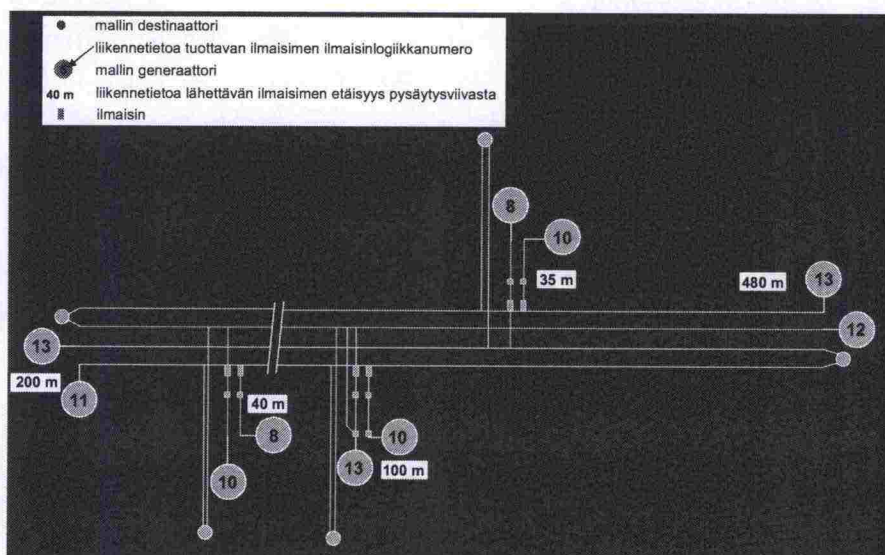 mallin destinaattori
liikennetietoa tuottavan ilmaisimen ilmaisinlogiikkanumero
mallin generaattori
40 m liikennetietoa lähettävän ilmaisimen etäisyys pysäytysviivasta
ilmaisin
8
10
35 m
480 m
13
12
13
200 m
11
40 m
8
10
10
13
100 m